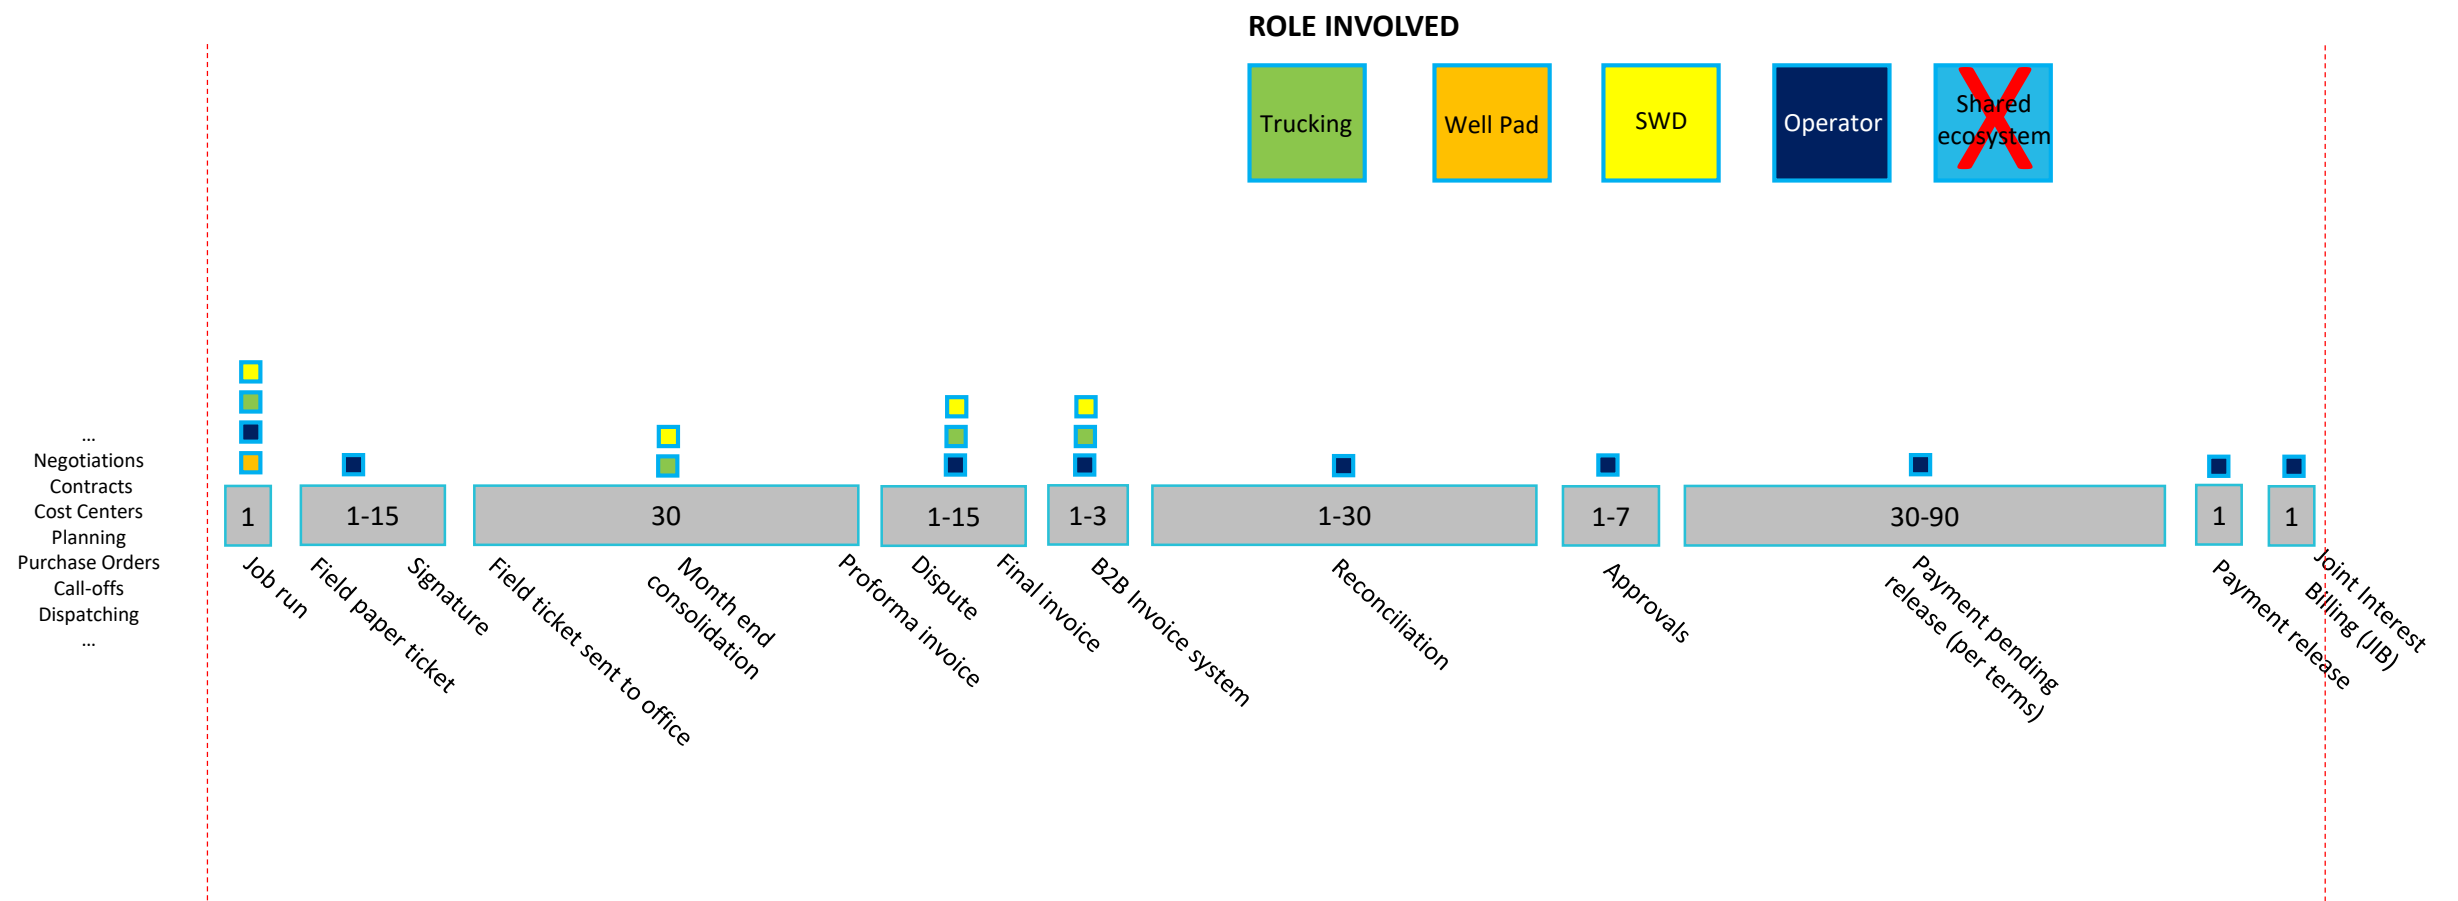 ROLE INVOLVED
Trucking
Well Pad
SWD
Operator
Shared
ecosystem
...
Negotiations
Contracts
Cost Centers
Planning
Purchase Orders
Call-offs
Dispatching
...
1
1-15
30
1-15
1-3
1-30
1-7
30-90
1
1
Job run
Field paper ticket
Signature
Field ticket sent to office
Month end
consolidation
Proforma invoice
Dispute
Final invoice
B2B Invoice system
Reconciliation
Approvals
Payment pending
release (per terms)
Payment release
Joint Interest
Billing (JIB)